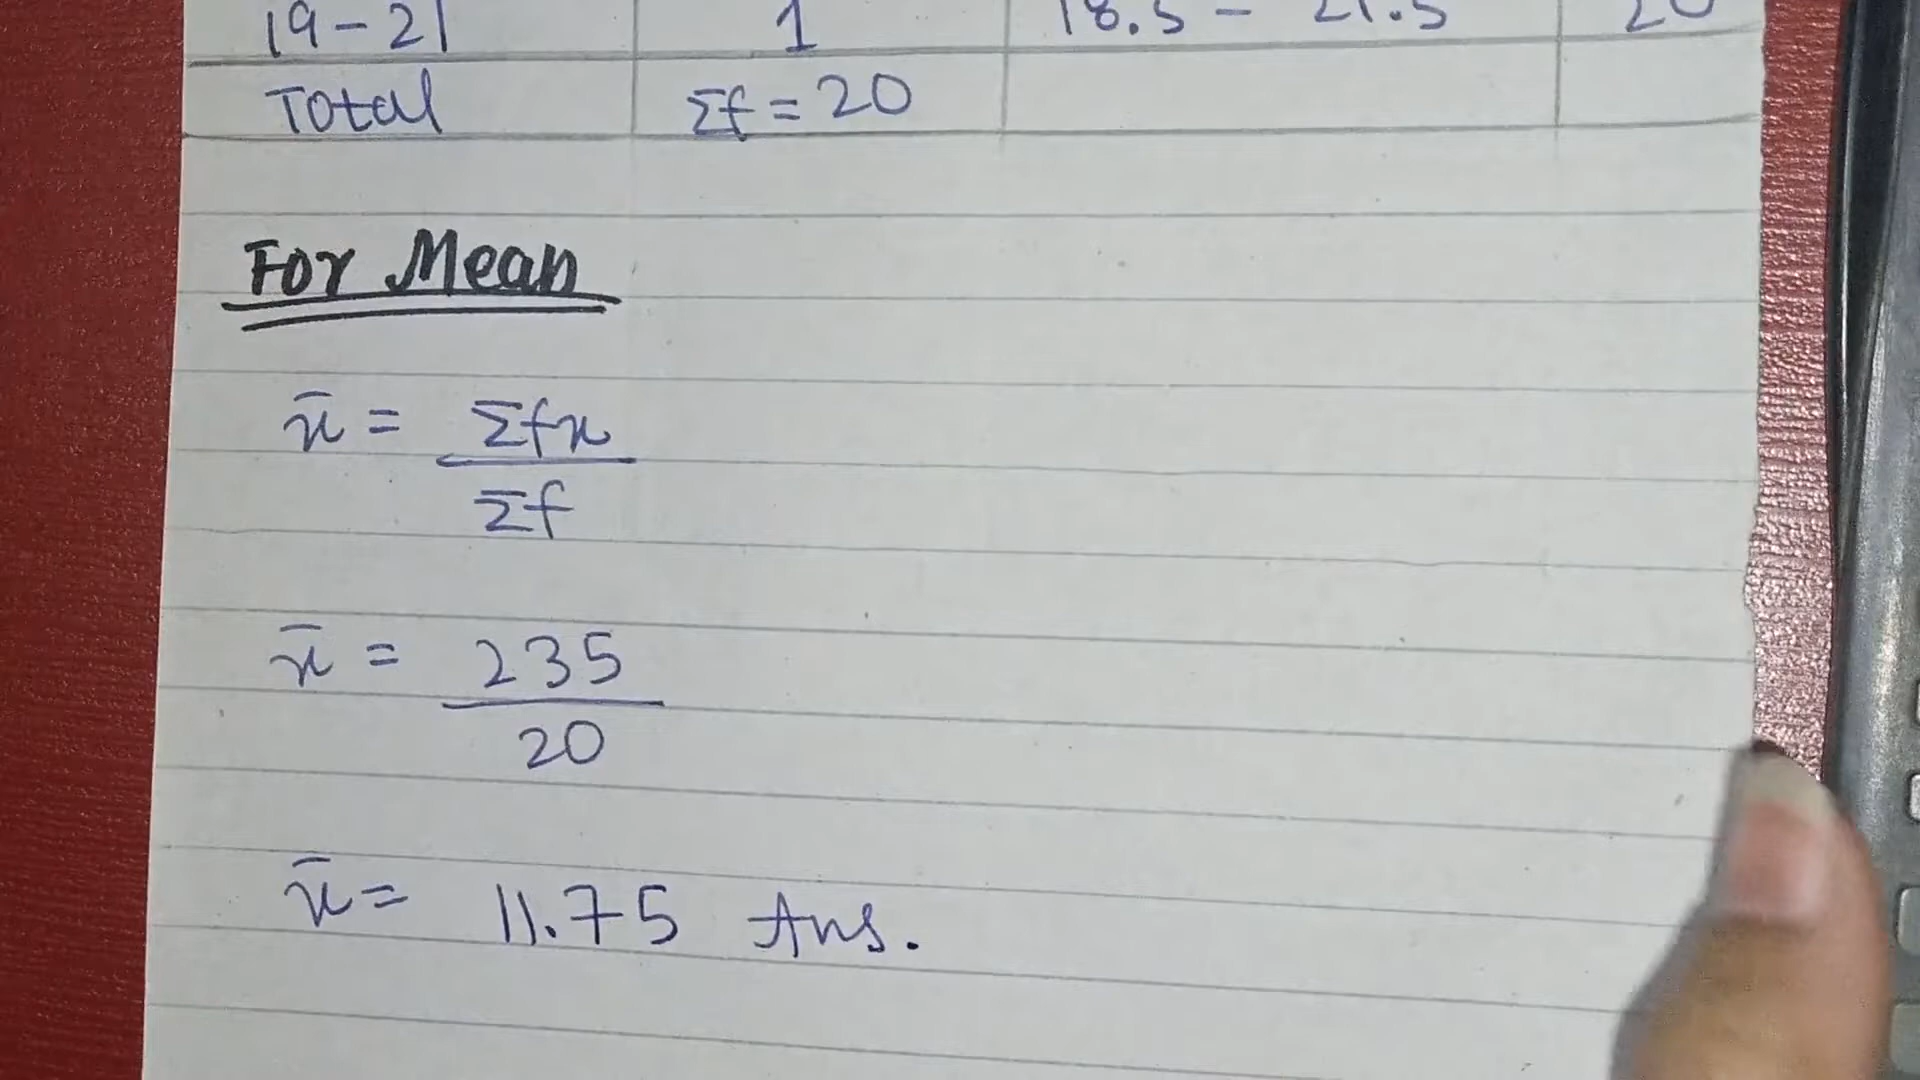 19-21 1 18.5 - 21.5 20
Total Σf = 20
For Mean
x̄ = Σfx
Σf
x̄ = 235
20
x̄ = 11.75 Ans.